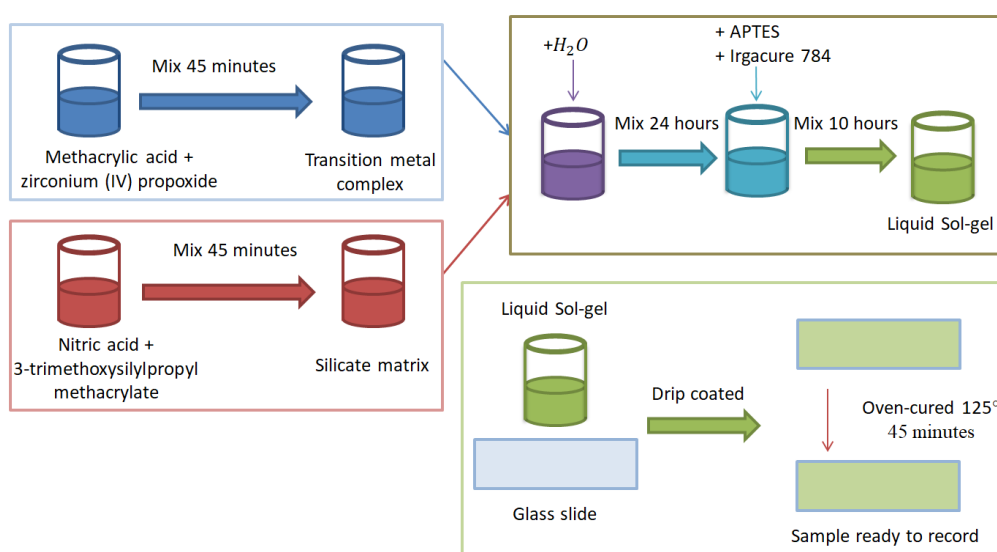 Mix 45 minutes
Methacrylic acid +
zirconium (IV) propoxide
Transition metal
complex
Mix 45 minutes
Nitric acid +
3-trimethoxysilylpropyl
methacrylate
Silicate matrix
+H₂O
+ APTES
+ Irgacure 784
Mix 24 hours
Mix 10 hours
Liquid Sol-gel
Liquid Sol-gel
Glass slide
Drip coated
Oven-cured 125°
45 minutes
Sample ready to record